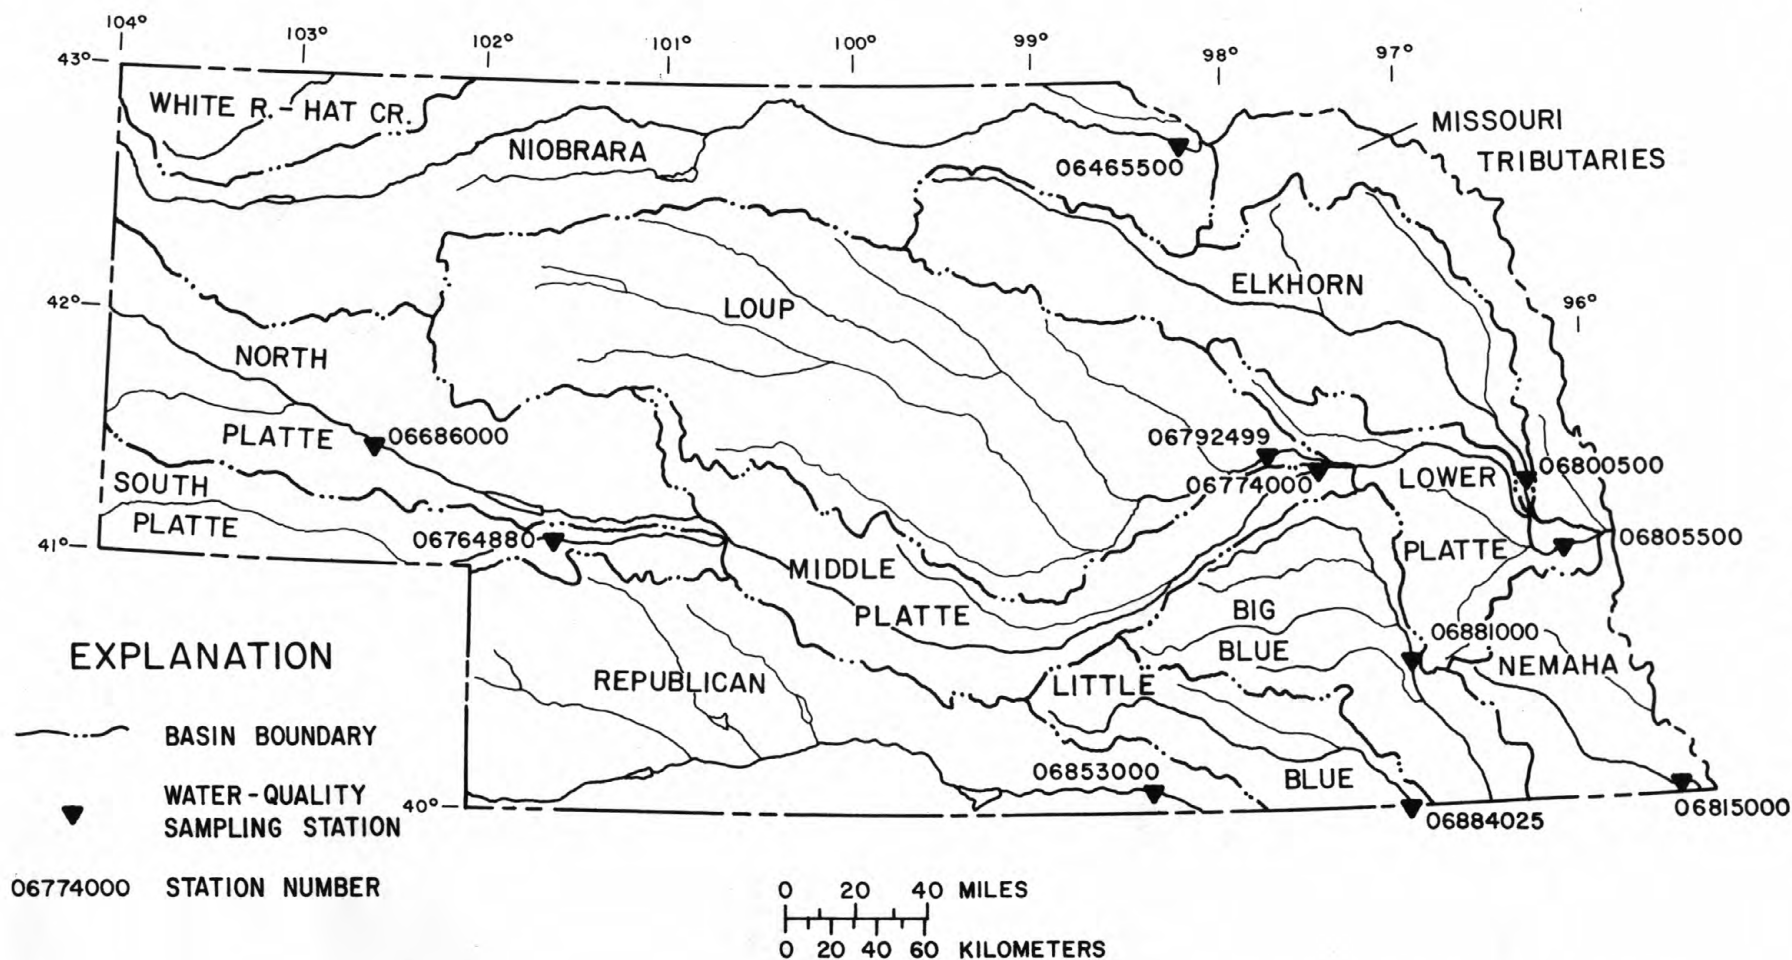 104°
103°
102°
101°
100°
99°
98°
97°
43°
WHITE R.-HAT CR.
NIOBRARA
06465500
MISSOURI
TRIBUTARIES
42°
LOUP
ELKHORN
96°
NORTH
PLATTE
06686000
06792499
06774000
LOWER
06800500
SOUTH
PLATTE
41°
06764880
MIDDLE
PLATTE
PLATTE
06805500
BIG
BLUE
06881000
NEMAHA
REPUBLICAN
LITTLE
BLUE
06853000
40°
06884025
06815000
EXPLANATION
BASIN BOUNDARY
WATER-QUALITY
SAMPLING STATION
06774000 STATION NUMBER
0 20 40 MILES
0 20 40 60 KILOMETERS